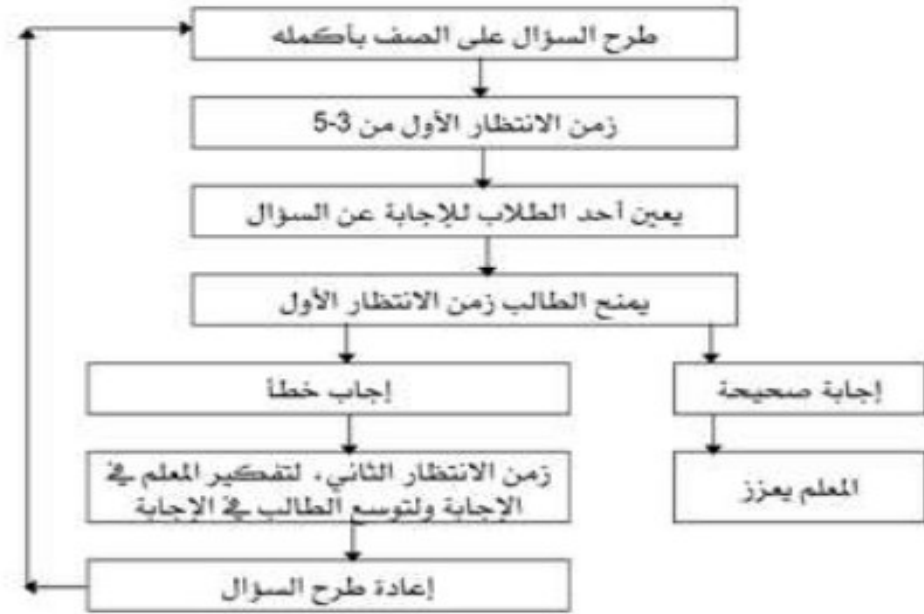 طرح السؤال على الصف بأكمله
زمن الانتظار الأول من 3-5
يعين أحد الطلاب للإجابة عن السؤال
يمنح الطالب زمن الانتظار الأول
إجابة صحيحة
إجاب خطأ
المعلم يعزز
زمن الانتظار الثاني، لتفكير المعلم في
الإجابة ولتوسع الطالب في الإجابة
إعادة طرح السؤال